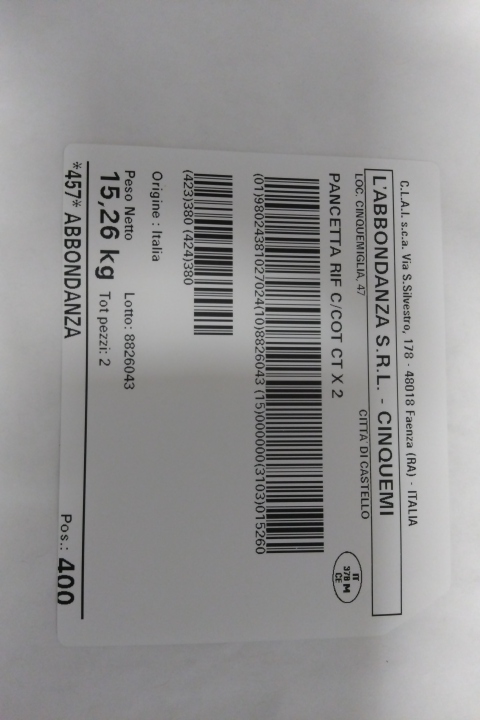 C.L.A.I. s.c.a. Via S.Silvestro, 178 - 48018 Faenza (RA) - ITALIA
L'ABBONDANZA S.R.L. - CINQUEMI
LOC. CINQUEMIGLIA, 47 CITTA' DI CASTELLO
PANCETTA RIF C/COT CT X 2
IT
378 M
CE
(01)98024381027024(10)8826043 (15)000000(3103)015260
(423)380 (424)380
Origine : Italia
Peso Netto Lotto: 8826043
15,26 kg Tot pezzi: 2
*457* ABBONDANZA Pos.: 400